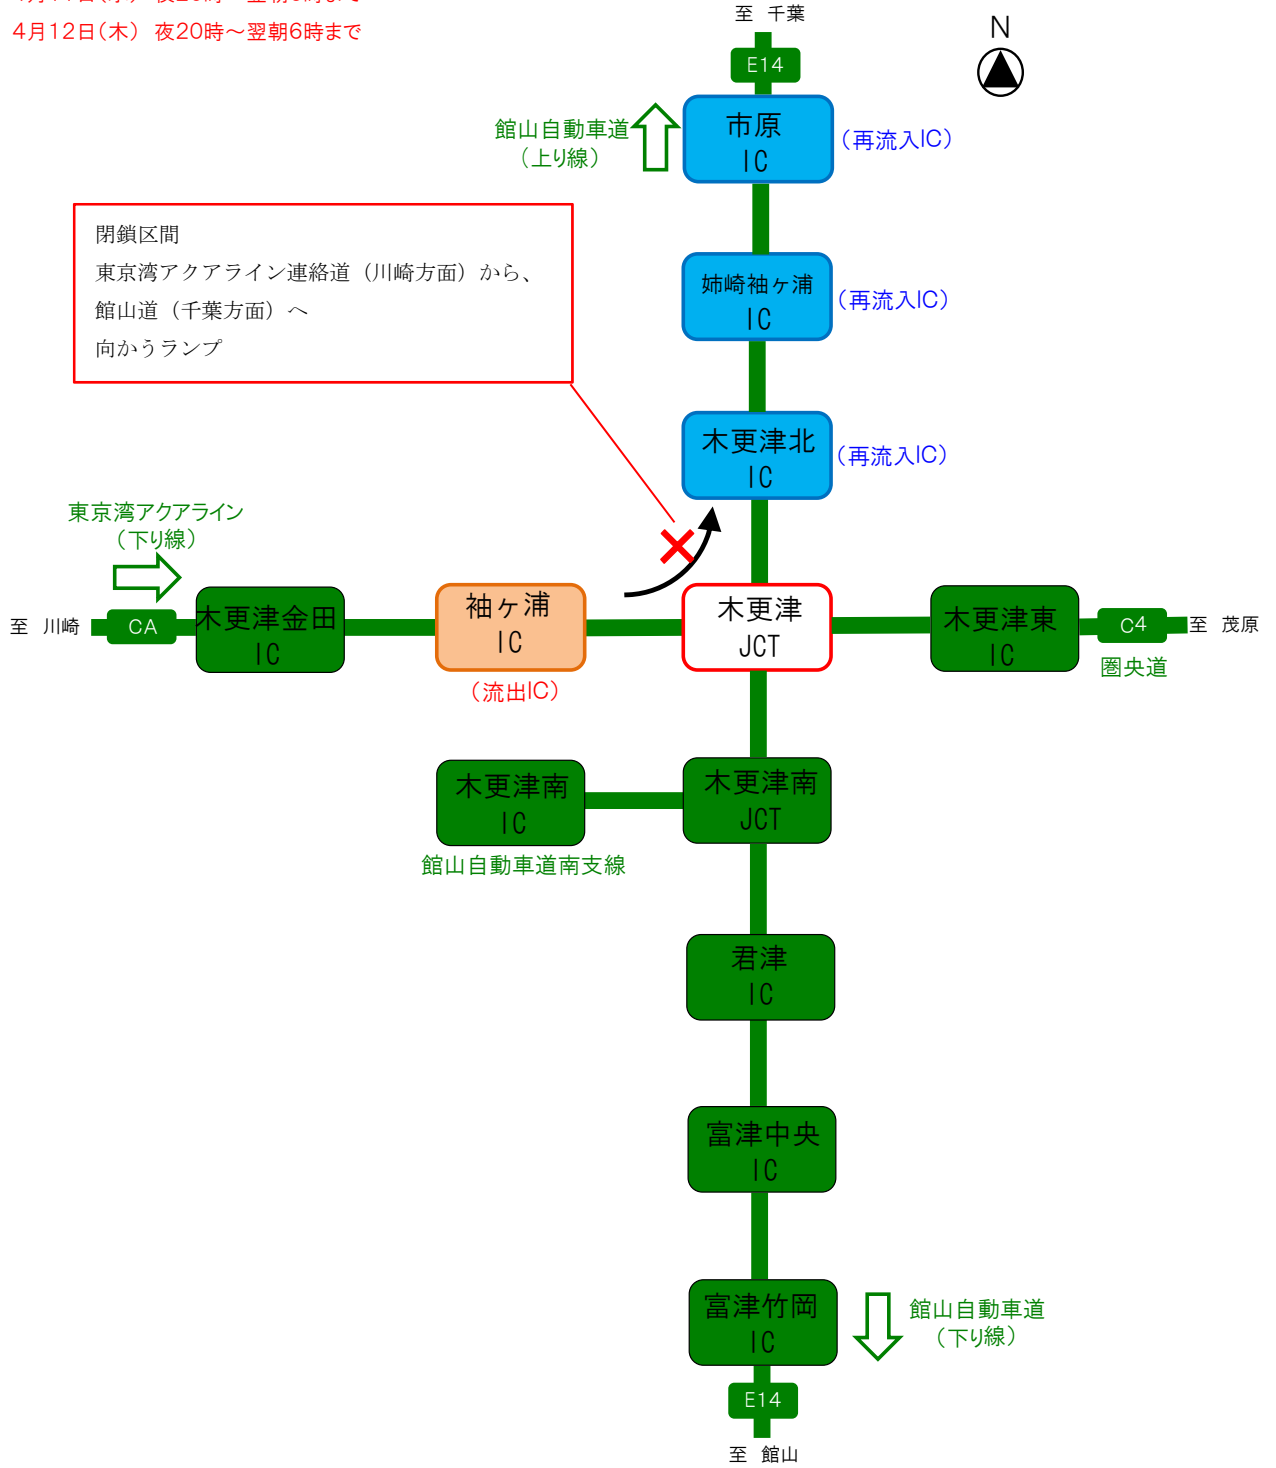 4月12日(木) 夜20時～翌朝6時まで
至 千葉
N
E14
館山自動車道
（上り線）
市原
IC
（再流入IC）
閉鎖区間
東京湾アクアライン連絡道（川崎方面）から、
館山道（千葉方面）へ
向かうランプ
姉崎袖ヶ浦
IC
（再流入IC）
木更津北
IC
（再流入IC）
東京湾アクアライン
（下り線）
至 川崎
CA
木更津金田
IC
袖ヶ浦
IC
（流出IC）
木更津
JCT
木更津東
IC
C4
至 茂原
圏央道
木更津南
IC
館山自動車道南支線
木更津南
JCT
君津
IC
富津中央
IC
富津竹岡
IC
館山自動車道
（下り線）
E14
至 館山